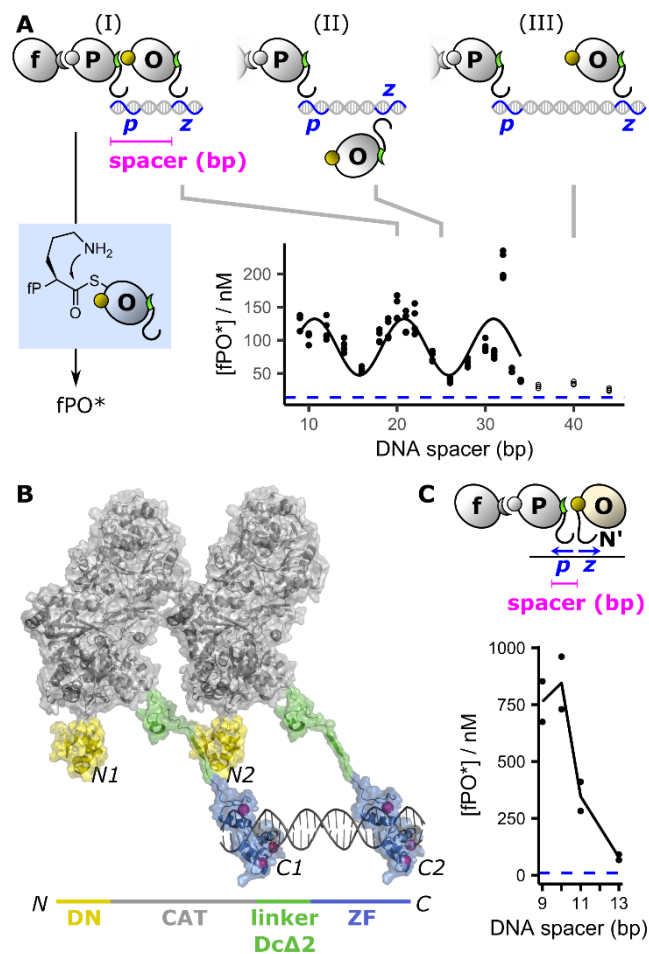 A (I) (II) (III)
f P O P O P O
p z p z p z
spacer (bp)
NH2
fP S O
O
fPO*
[fPO*] / nM
200
150
100
50
10 20 30 40
DNA spacer (bp)
B
N1 N2
C1 C2
N DN CAT linker ZF C
DcΔ2
C
f P O
N'
p z
spacer (bp)
[fPO*] / nM
1000
750
500
250
0
9 11 13
DNA spacer (bp)